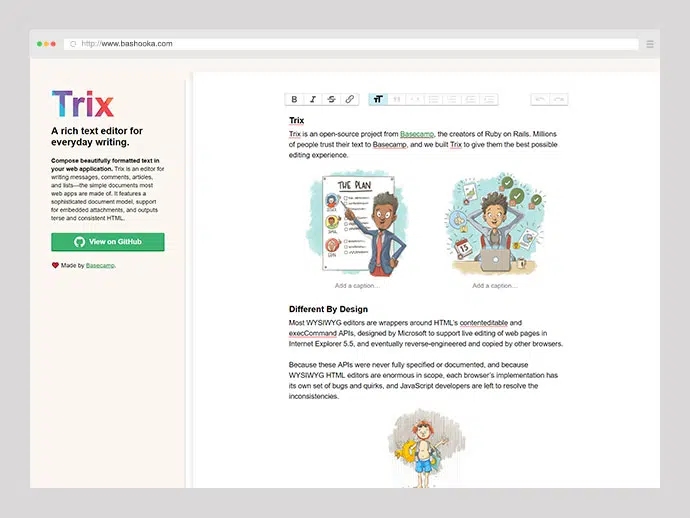 http://www.bashooka.com
Trix
A rich text editor for
everyday writing.
Compose beautifully formatted text in
your web application. Trix is an editor for
writing messages, comments, articles,
and lists—the simple documents most
web apps are made of. It features a
sophisticated document model, support
for embedded attachments, and outputs
terse and consistent HTML.
View on GitHub
Made by Basecamp.
B I S
TT
Trix
Trix is an open-source project from Basecamp, the creators of Ruby on Rails. Millions
of people trust their text to Basecamp, and we built Trix to give them the best possible
editing experience.
THE PLAN
15
Add a caption... Add a caption...
Different By Design
Most WYSIWYG editors are wrappers around HTML's contenteditable and
execCommand APIs, designed by Microsoft to support live editing of web pages in
Internet Explorer 5.5, and eventually reverse-engineered and copied by other browsers.
Because these APIs were never fully specified or documented, and because
WYSIWYG HTML editors are enormous in scope, each browser's implementation has
its own set of bugs and quirks, and JavaScript developers are left to resolve the
inconsistencies.